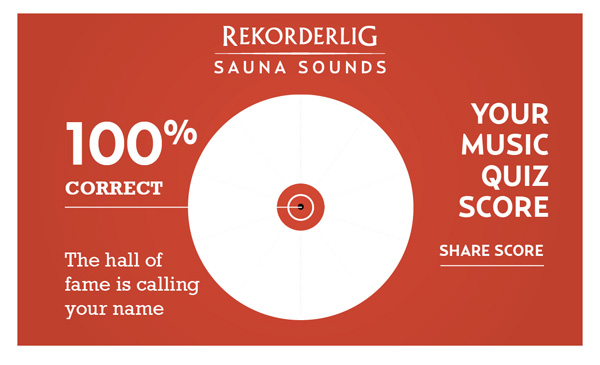 REKORDERLIG
SAUNA SOUNDS
100%
CORRECT
The hall of
fame is calling
your name
YOUR
MUSIC
QUIZ
SCORE
SHARE SCORE